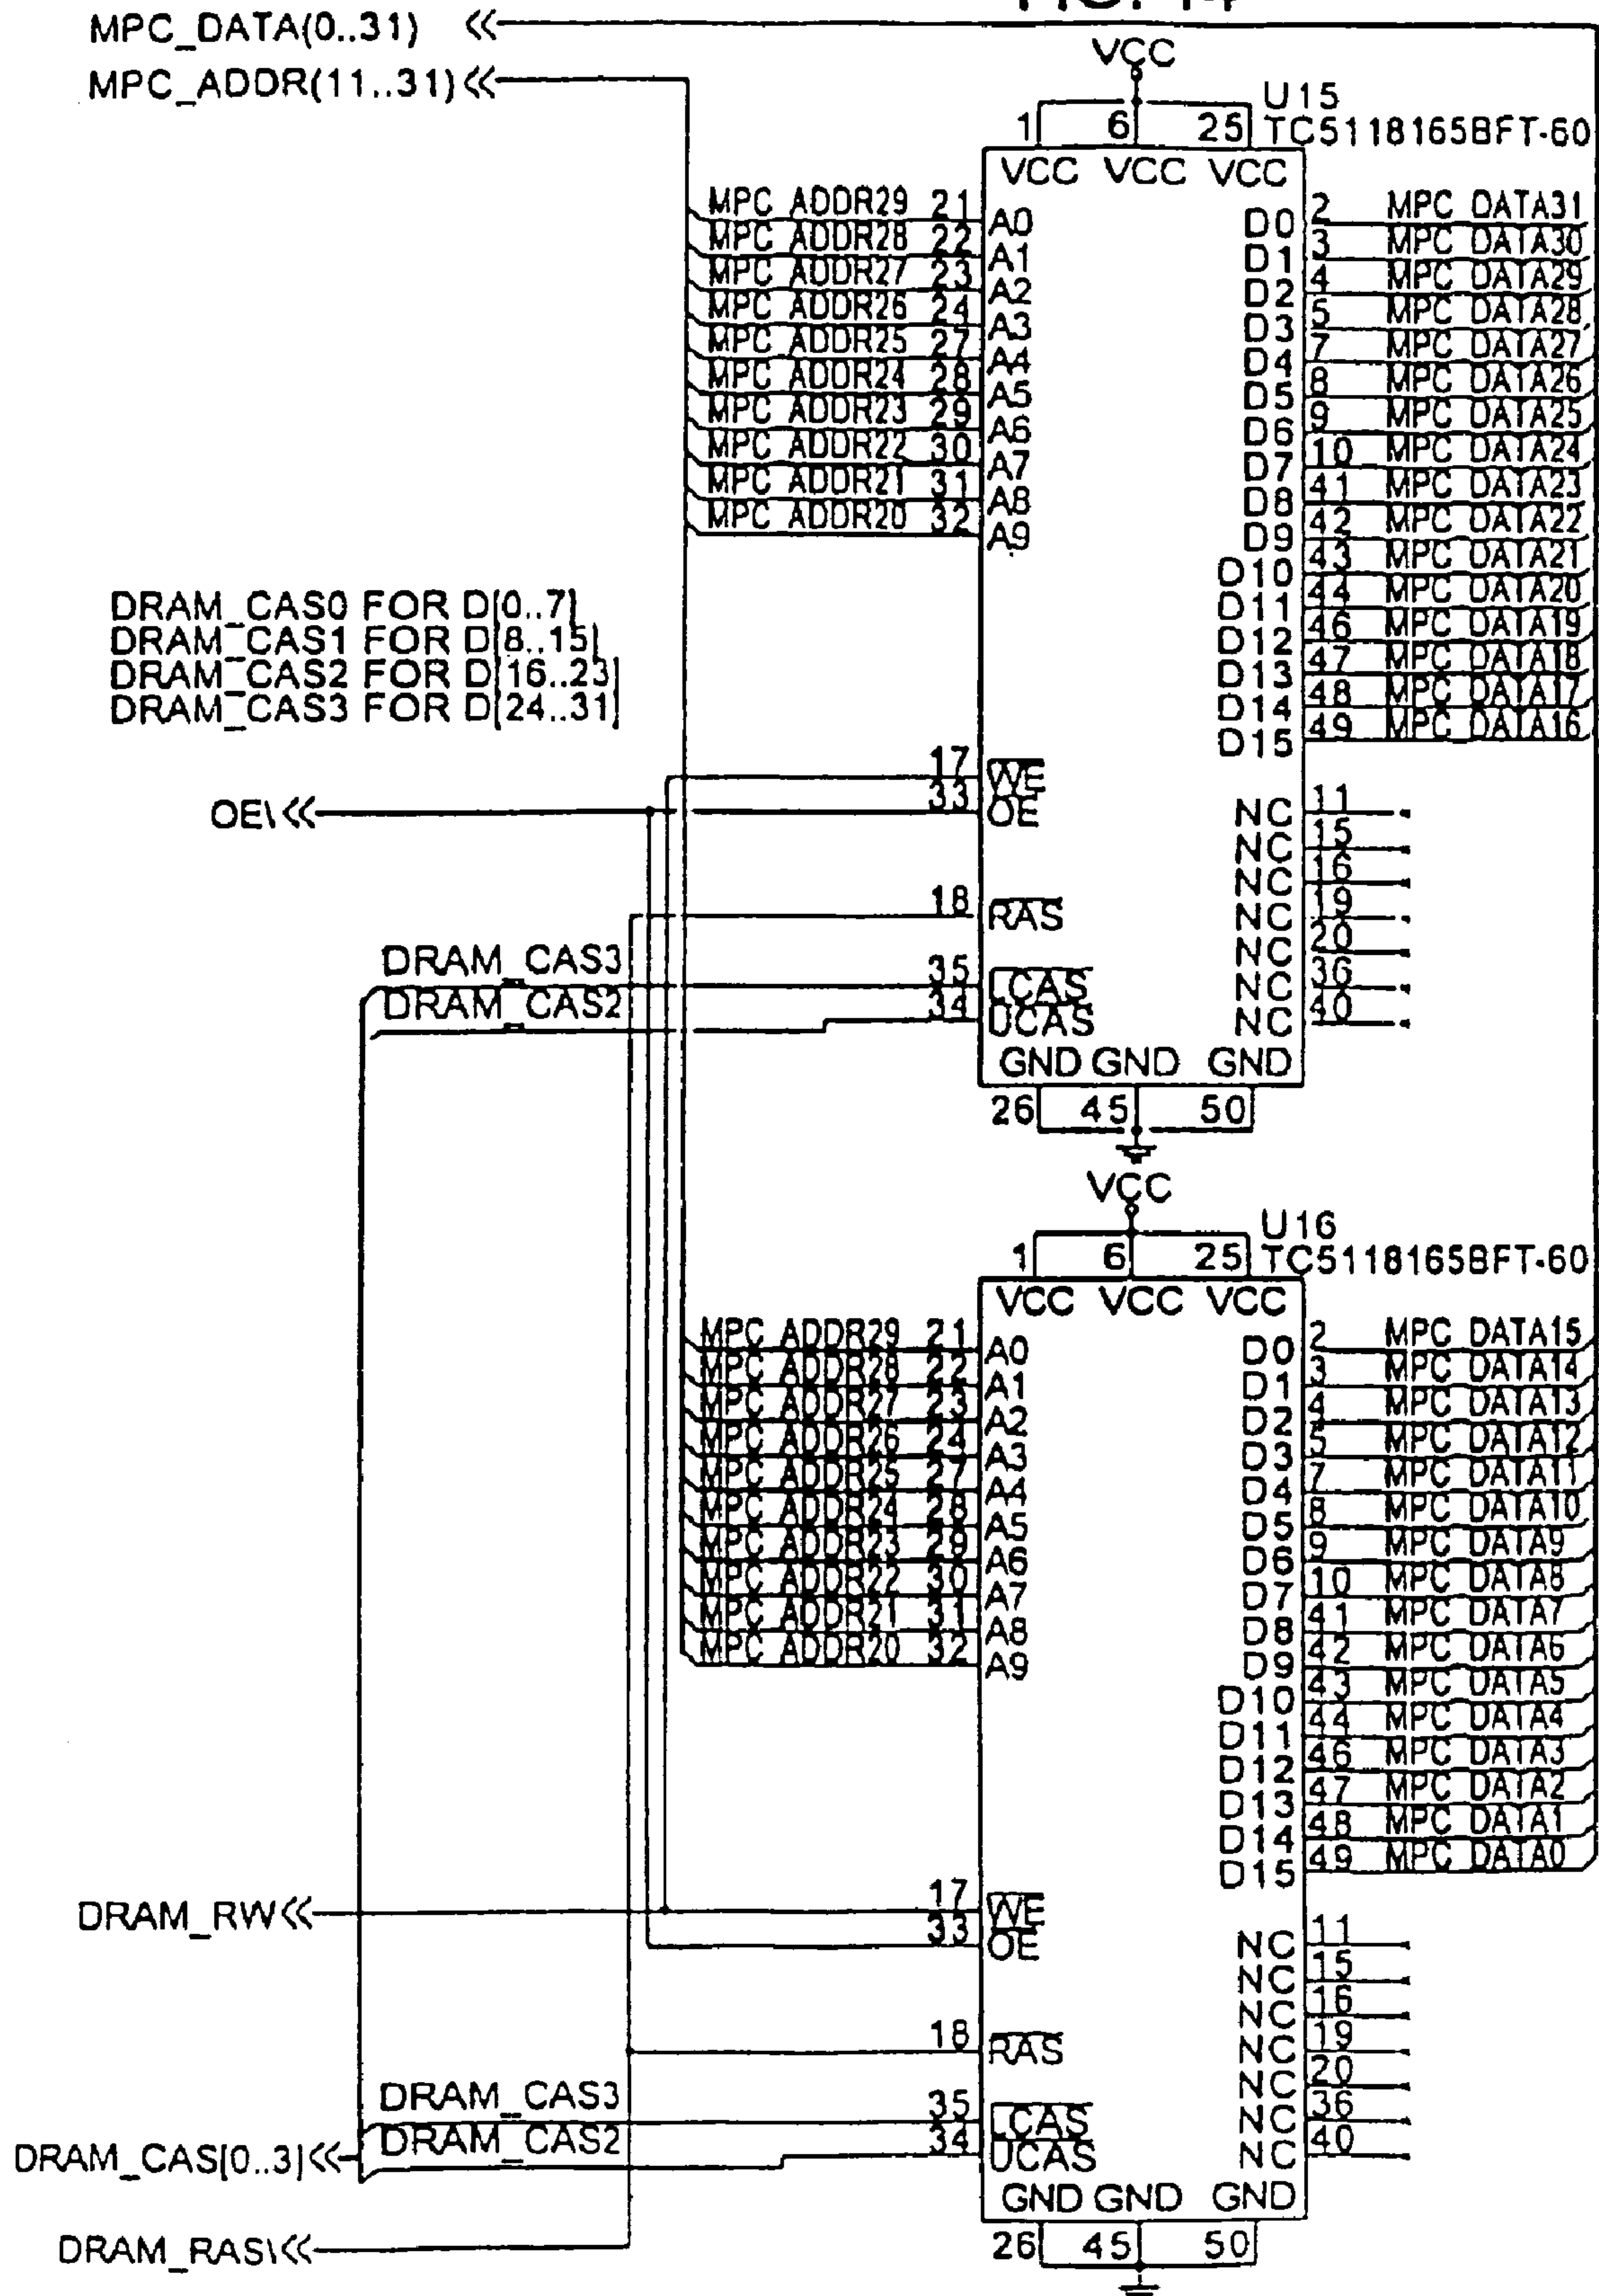 MPC_DATA(0..31)
MPC_ADDR(11..31)
VCC
U15
TC5118165BFT-60
1 6 25
VCC VCC VCC
MPC ADDR29 21 A0
MPC ADDR28 22 A1
MPC ADDR27 23 A2
MPC ADDR26 24 A3
MPC ADDR25 27 A4
MPC ADDR24 28 A5
MPC ADDR23 29 A6
MPC ADDR22 30 A7
MPC ADDR21 31 A8
MPC ADDR20 32 A9
D0 2 MPC DATA31
D1 3 MPC DATA30
D2 4 MPC DATA29
D3 5 MPC DATA28
D4 7 MPC DATA27
D5 8 MPC DATA26
D6 9 MPC DATA25
D7 10 MPC DATA24
D8 41 MPC DATA23
D9 42 MPC DATA22
D10 43 MPC DATA21
D11 44 MPC DATA20
D12 46 MPC DATA19
D13 47 MPC DATA18
D14 48 MPC DATA17
D15 49 MPC DATA16
DRAM_CAS0 FOR D[0..7]
DRAM_CAS1 FOR D[8..15]
DRAM_CAS2 FOR D[16..23]
DRAM_CAS3 FOR D[24..31]
17 WE
OE\ 33 OE
18 RAS
DRAM_CAS3 35 LCAS
DRAM_CAS2 34 UCAS
NC 11
NC 15
NC 16
NC 19
NC 20
NC 36
NC 40
GND GND GND
26 45 50
VCC
U16
TC5118165BFT-60
1 6 25
VCC VCC VCC
MPC ADDR29 21 A0
MPC ADDR28 22 A1
MPC ADDR27 23 A2
MPC ADDR26 24 A3
MPC ADDR25 27 A4
MPC ADDR24 28 A5
MPC ADDR23 29 A6
MPC ADDR22 30 A7
MPC ADDR21 31 A8
MPC ADDR20 32 A9
D0 2 MPC DATA15
D1 3 MPC DATA14
D2 4 MPC DATA13
D3 5 MPC DATA12
D4 7 MPC DATA11
D5 8 MPC DATA10
D6 9 MPC DATA9
D7 10 MPC DATA8
D8 41 MPC DATA7
D9 42 MPC DATA6
D10 43 MPC DATA5
D11 44 MPC DATA4
D12 46 MPC DATA3
D13 47 MPC DATA2
D14 48 MPC DATA1
D15 49 MPC DATA0
DRAM_RW 17 WE
33 OE
18 RAS
DRAM_CAS3 35 LCAS
DRAM_CAS2 34 UCAS
DRAM_CAS[0..3]
NC 11
NC 15
NC 16
NC 19
NC 20
NC 36
NC 40
GND GND GND
26 45 50
DRAM_RAS\